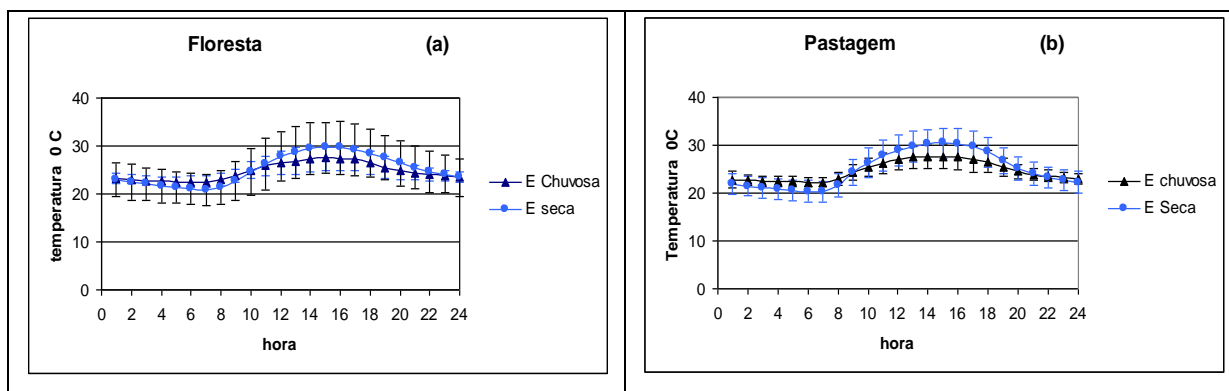 Floresta (a)
40
30
20
10
0
temperatura 0 C
0 2 4 6 8 10 12 14 16 18 20 22 24
hora
E Chuvosa
E seca
Pastagem (b)
40
30
20
10
0
Temperatura 0C
0 2 4 6 8 10 12 14 16 18 20 22 24
hora
E chuvosa
E Seca